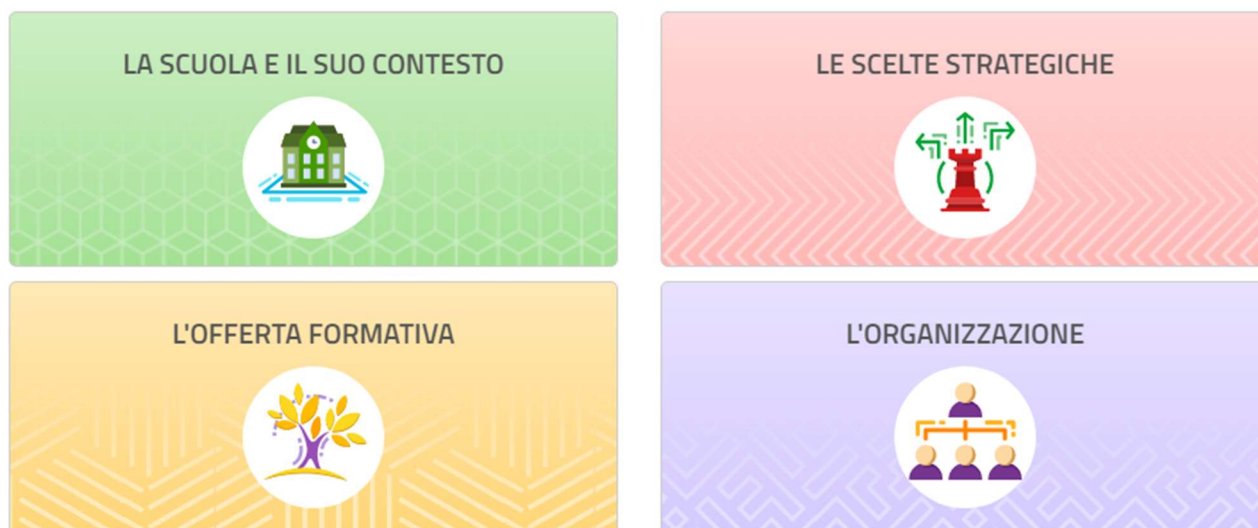 LA SCUOLA E IL SUO CONTESTO
LE SCELTE STRATEGICHE
L'OFFERTA FORMATIVA
L'ORGANIZZAZIONE